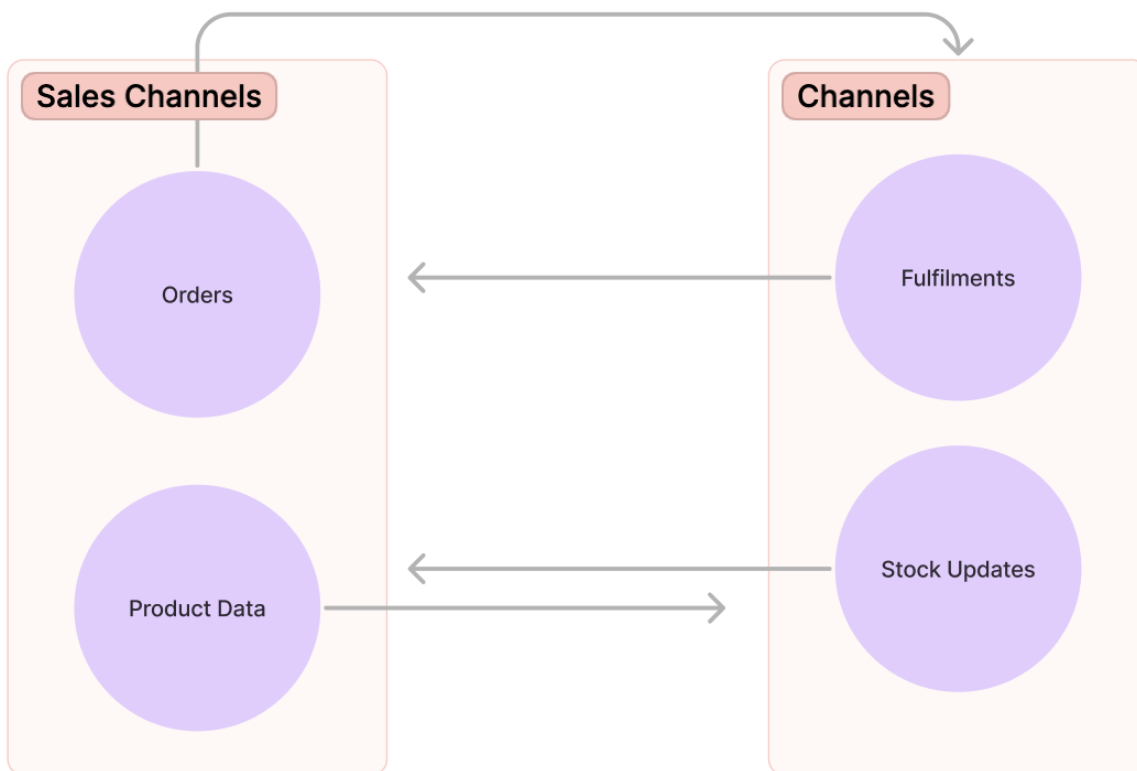 Sales Channels
Orders
Product Data
Channels
Fulfilments
Stock Updates